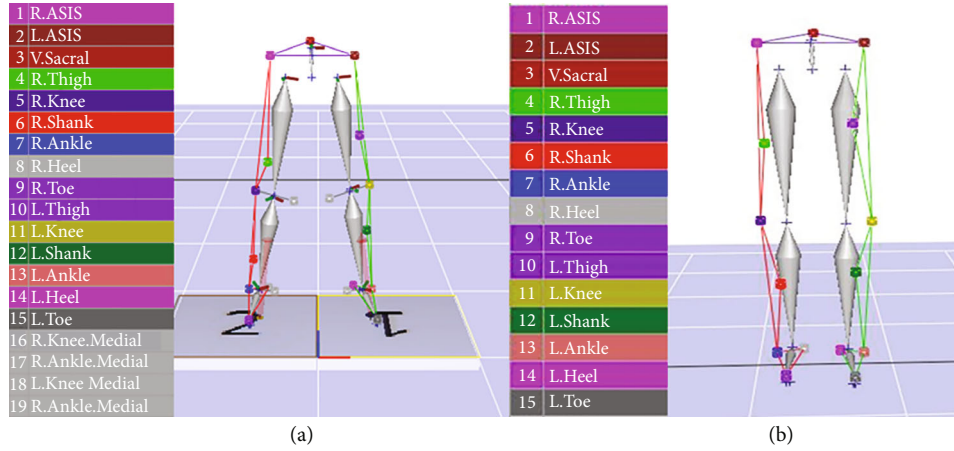 1 R.ASIS
2 L.ASIS
3 V.Sacral
4 R.Thigh
5 R.Knee
6 R.Shank
7 R.Ankle
8 R.Heel
9 R.Toe
10 L.Thigh
11 L.Knee
12 L.Shank
13 L.Ankle
14 L.Heel
15 L.Toe
16 R.Knee.Medial
17 R.Ankle.Medial
18 L.Knee Medial
19 R.Ankle.Medial
2
1
(a)
1 R.ASIS
2 L.ASIS
3 V.Sacral
4 R.Thigh
5 R.Knee
6 R.Shank
7 R.Ankle
8 R.Heel
9 R.Toe
10 L.Thigh
11 L.Knee
12 L.Shank
13 L.Ankle
14 L.Heel
15 L.Toe
(b)